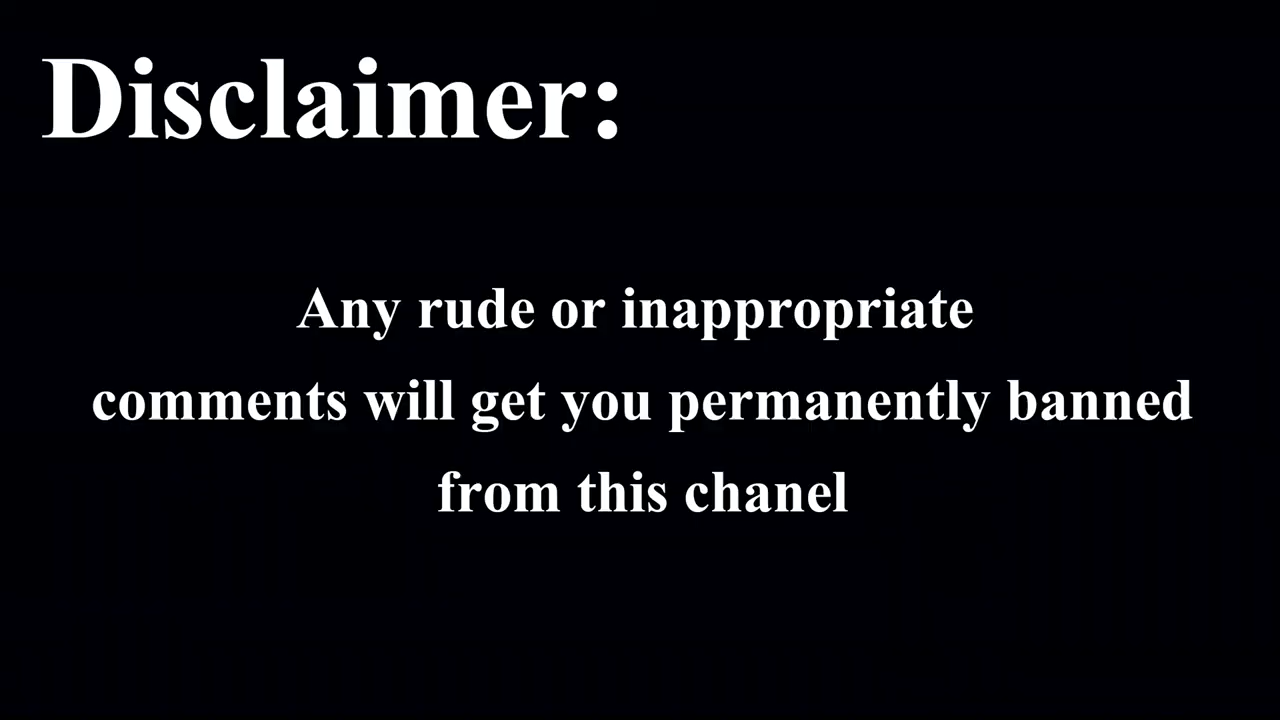 Disclaimer:
Any rude or inappropriate
comments will get you permanently banned
from this chanel